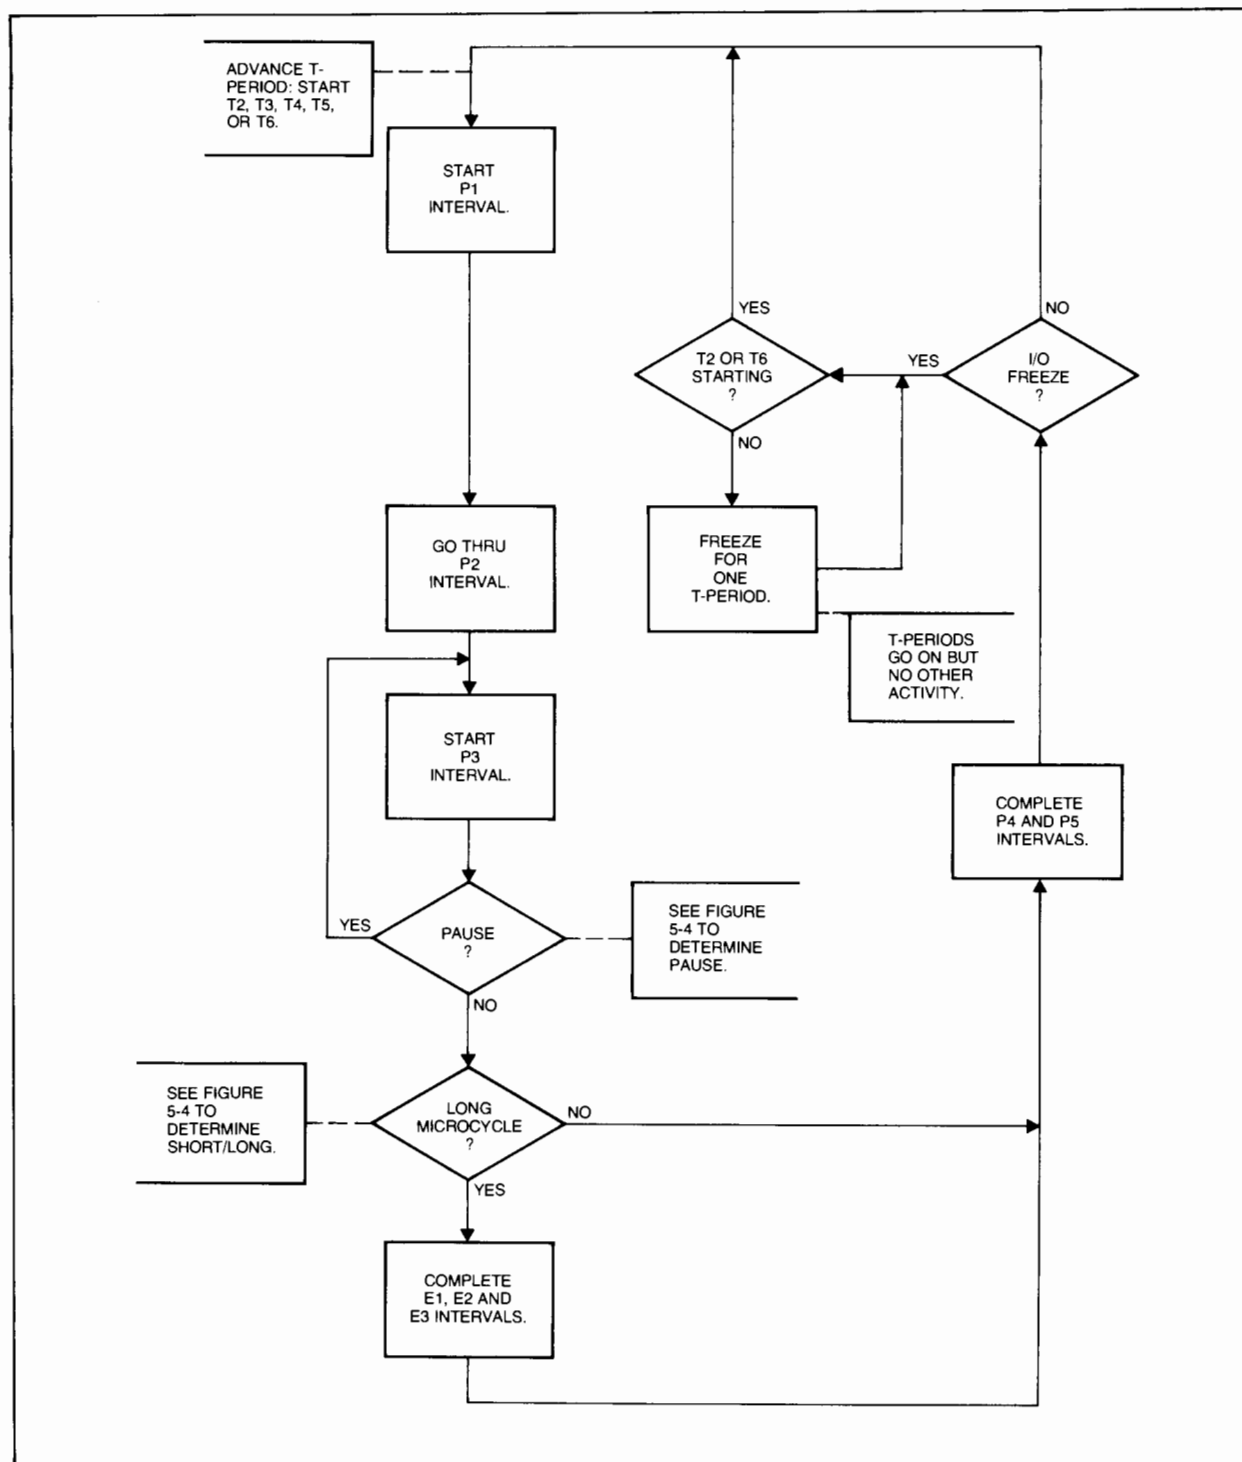 ADVANCE T-
PERIOD: START
T2, T3, T4, T5,
OR T6.
START
P1
INTERVAL.
YES
NO
T2 OR T6
STARTING
?
YES
I/O
FREEZE
?
NO
GO THRU
P2
INTERVAL.
FREEZE
FOR
ONE
T-PERIOD.
T-PERIODS
GO ON BUT
NO OTHER
ACTIVITY.
START
P3
INTERVAL.
COMPLETE
P4 AND P5
INTERVALS.
YES
PAUSE
?
SEE FIGURE
5-4 TO
DETERMINE
PAUSE.
NO
SEE FIGURE
5-4 TO
DETERMINE
SHORT/LONG.
LONG
MICROCYCLE
?
NO
YES
COMPLETE
E1, E2 AND
E3 INTERVALS.